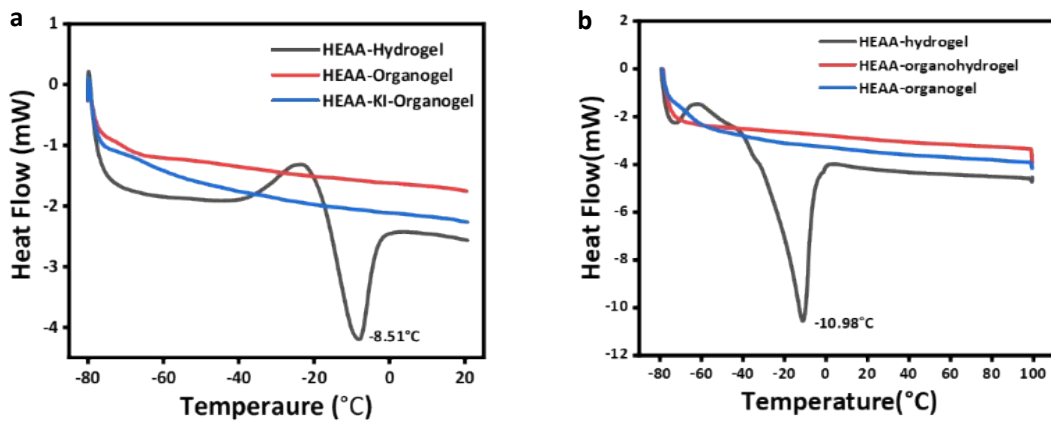 a
1
0
-1
-2
-3
-4
Heat Flow (mW)
HEAA-Hydrogel
HEAA-Organogel
HEAA-KI-Organogel
-8.51°C
-80
-60
-40
-20
0
20
Temperaure (°C)
b
2
0
-2
-4
-6
-8
-10
-12
Heat Flow(mW)
HEAA-hydrogel
HEAA-organohydrogel
HEAA-organogel
-10.98°C
-80
-60
-40
-20
0
20
40
60
80
100
Temperature(°C)